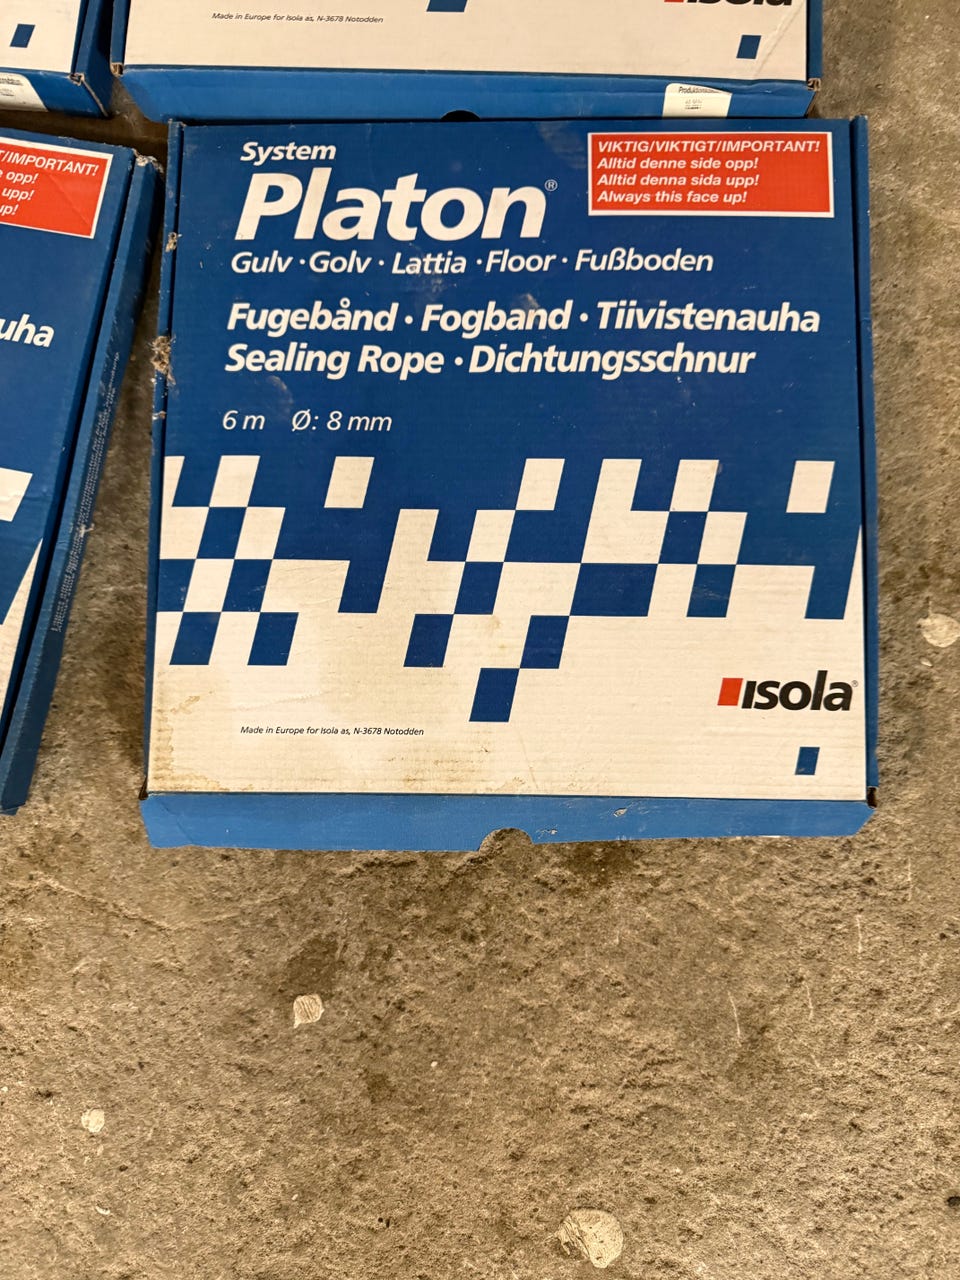 Made in Europe for Isola as, N-3678 Notodden
isola
Produktionskode
T/IMPORTANT!
opp!
upp!
up!
uha
System
Platon®
Gulv · Golv · Lattia · Floor · Fußboden
Fugebånd · Fogband · Tiivistenauha
Sealing Rope · Dichtungsschnur
6 m Ø: 8 mm
VIKTIG/VIKTIGT/IMPORTANT!
Alltid denne side opp!
Alltid denna sida upp!
Always this face up!
isola®
Made in Europe for Isola as, N-3678 Notodden